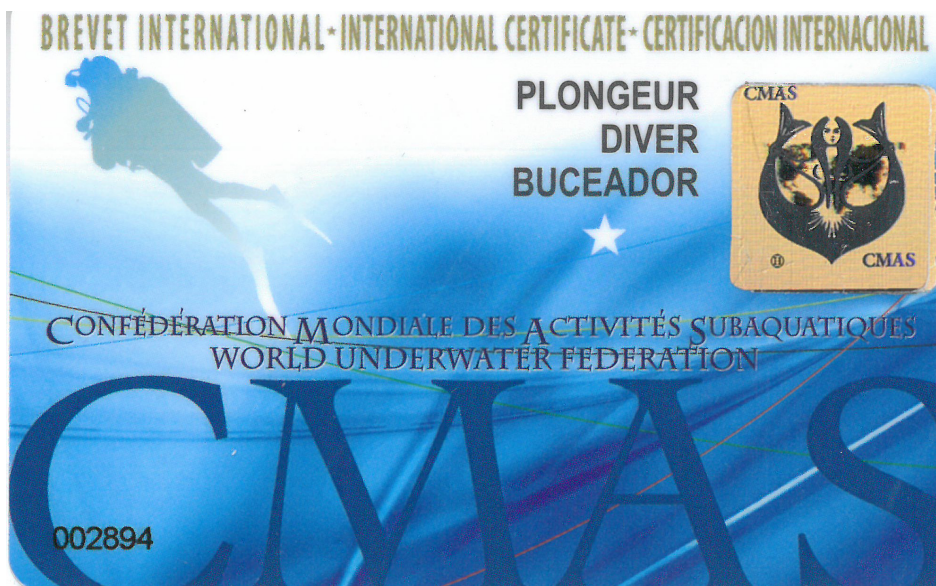 BREVET INTERNATIONAL * INTERNATIONAL CERTIFICATE * CERTIFICACION INTERNACIONAL
PLONGEUR
DIVER
BUCEADOR
CMAS
CMAS
CONFÉDÉRATION MONDIALE DES ACTIVITÉS SUBAQUATIQUES
WORLD UNDERWATER FEDERATION
CMAS
002894